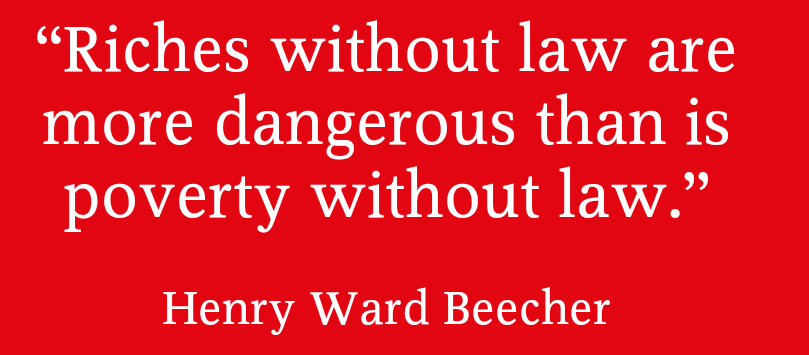 “Riches without law are
more dangerous than is
poverty without law.”
Henry Ward Beecher